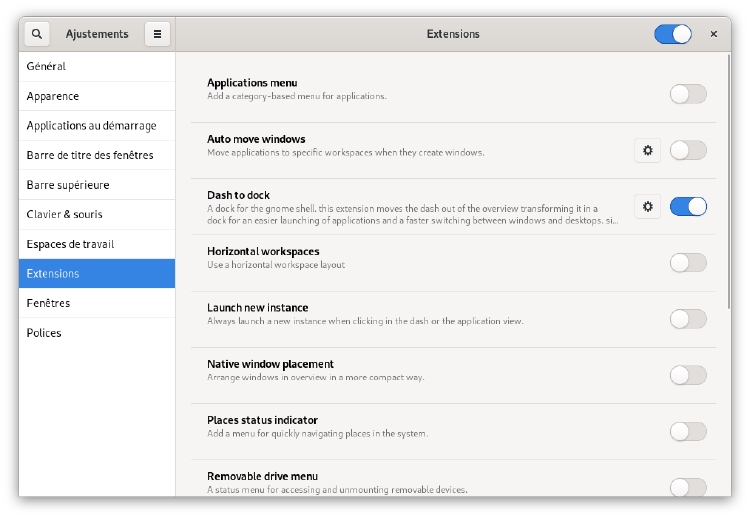 Ajustements
Extensions
Général
Apparence
Applications au démarrage
Barre de titre des fenêtres
Barre supérieure
Clavier & souris
Espaces de travail
Extensions
Fenêtres
Polices
Applications menu
Add a category-based menu for applications.
Auto move windows
Move applications to specific workspaces when they create windows.
Dash to dock
A dock for the gnome shell. this extension moves the dash out of the overview transforming it in a
dock for an easier launching of applications and a faster switching between windows and desktops. si…
Horizontal workspaces
Use a horizontal workspace layout
Launch new instance
Always launch a new instance when clicking in the dash or the application view.
Native window placement
Arrange windows in overview in a more compact way.
Places status indicator
Add a menu for quickly navigating places in the system.
Removable drive menu
A status menu for accessing and unmounting removable devices.